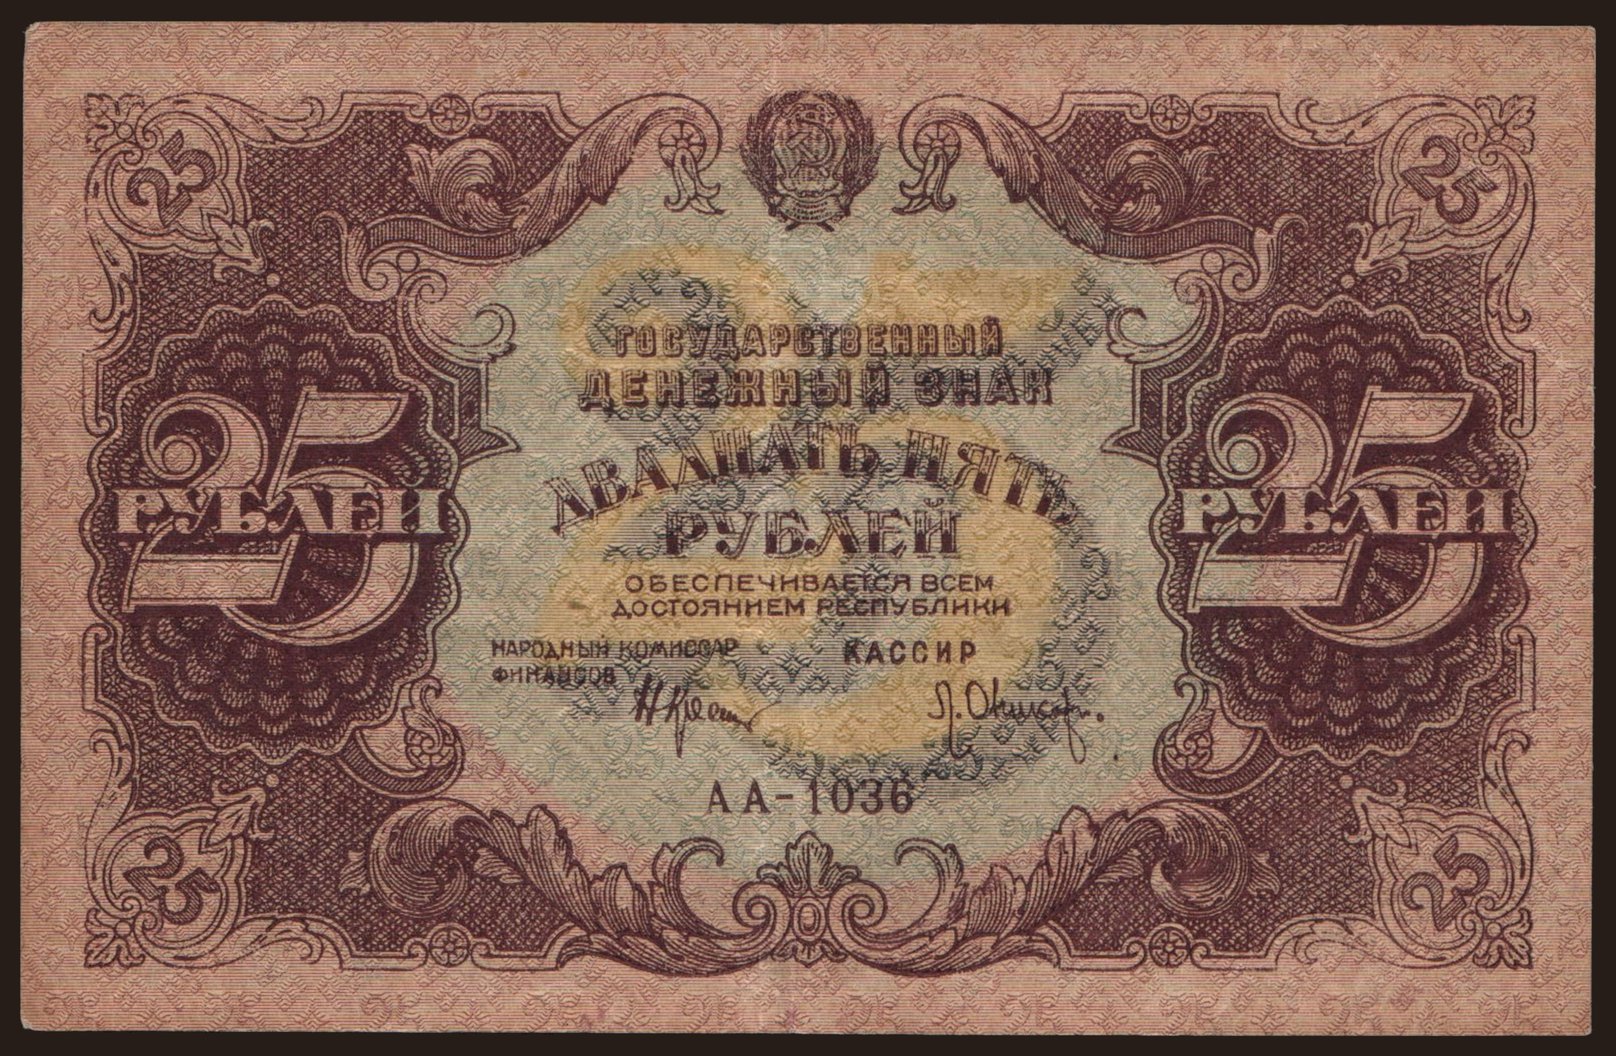 25
25
ГОСУДАРСТВЕННЫЙ
ДЕНЕЖНЫЙ ЗНАК
ДВАДЦАТЬ ПЯТЬ
РУБЛЕЙ
25
РУБЛЕЙ
25
РУБЛЕЙ
ОБЕСПЕЧИВАЕТСЯ ВСЕМ
ДОСТОЯНИЕМ РЕСПУБЛИКИ
НАРОДНЫЙ КОМИССАР
ФИНАНСОВ
КАССИР
АА-1036
25
25